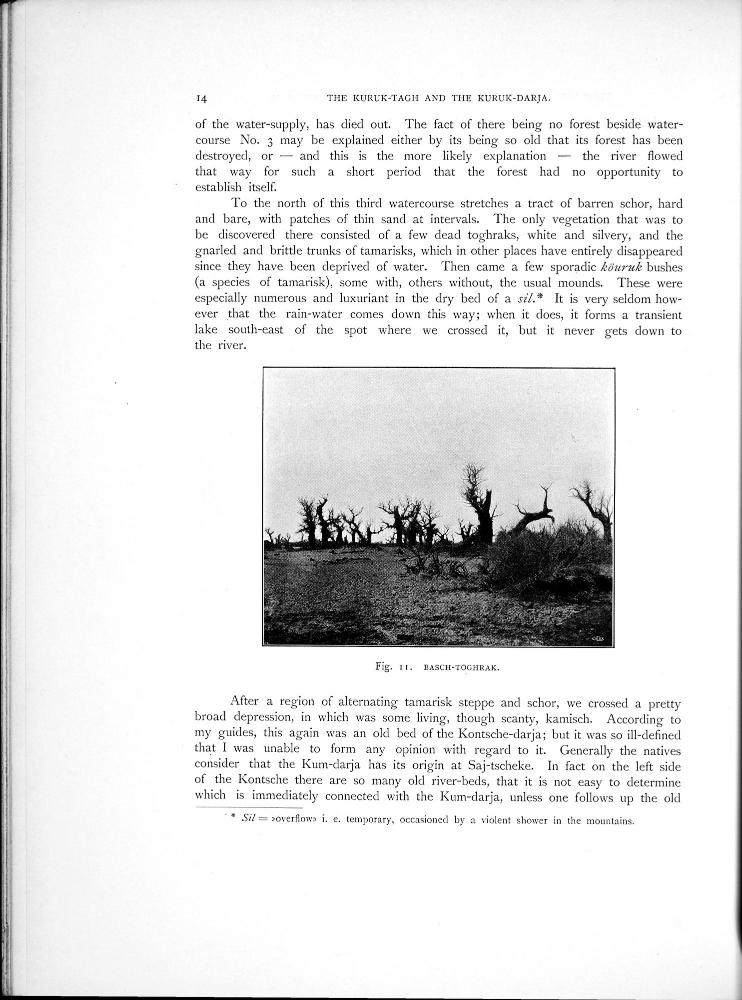 14 THE KURUK-TAGH AND THE KURUK-DARJA.
of the water-supply, has died out. The fact of there being no forest beside water-
course No. 3 may be explained either by its being so old that its forest has been
destroyed, or — and this is the more likely explanation — the river flowed
that way for such a short period that the forest had no opportunity to
establish itself.
To the north of this third watercourse stretches a tract of barren schor, hard
and bare, with patches of thin sand at intervals. The only vegetation that was to
be discovered there consisted of a few dead toghraks, white and silvery, and the
gnarled and brittle trunks of tamarisks, which in other places have entirely disappeared
since they have been deprived of water. Then came a few sporadic köuruk bushes
(a species of tamarisk), some with, others without, the usual mounds. These were
especially numerous and luxuriant in the dry bed of a sil.* It is very seldom how-
ever that the rain-water comes down this way; when it does, it forms a transient
lake south-east of the spot where we crossed it, but it never gets down to
the river.
Fig. 11. BASCH-TOGHRAK.
After a region of alternating tamarisk steppe and schor, we crossed a pretty
broad depression, in which was some living, though scanty, kamisch. According to
my guides, this again was an old bed of the Kontsche-darja; but it was so ill-defined
that I was unable to form any opinion with regard to it. Generally the natives
consider that the Kum-darja has its origin at Saj-tscheke. In fact on the left side
of the Kontsche there are so many old river-beds, that it is not easy to determine
which is immediately connected with the Kum-darja, unless one follows up the old
* Sil = »overflow» i. e. temporary, occasioned by a violent shower in the mountains.